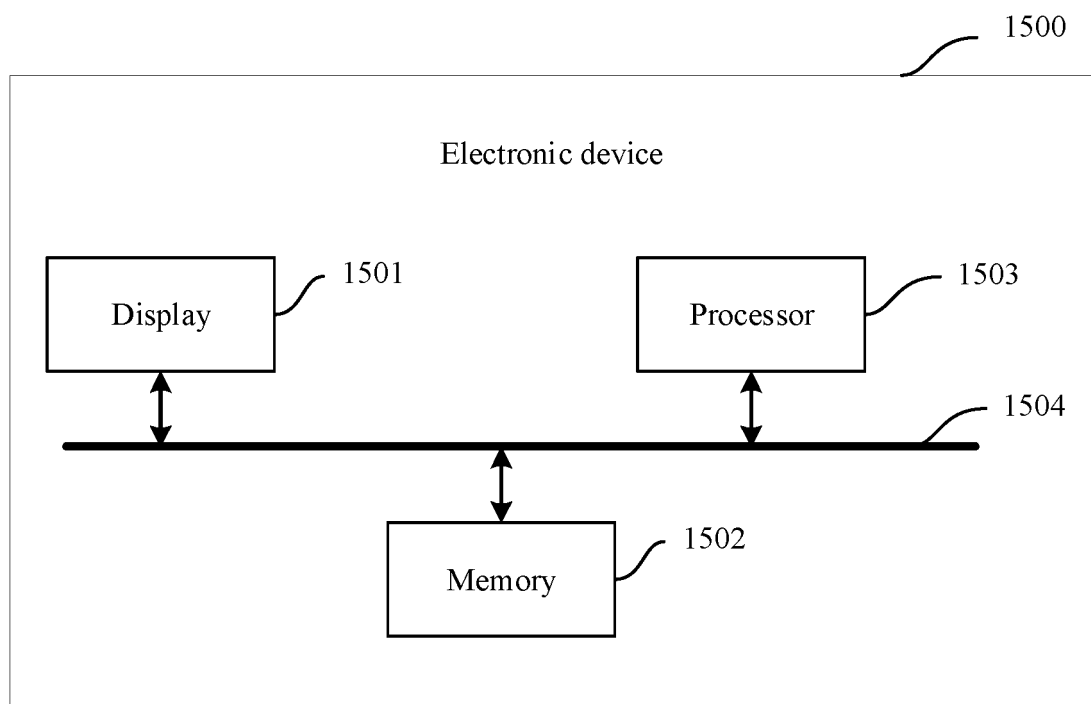 1500
Electronic device
1501
1503
Display
Processor
1504
1502
Memory